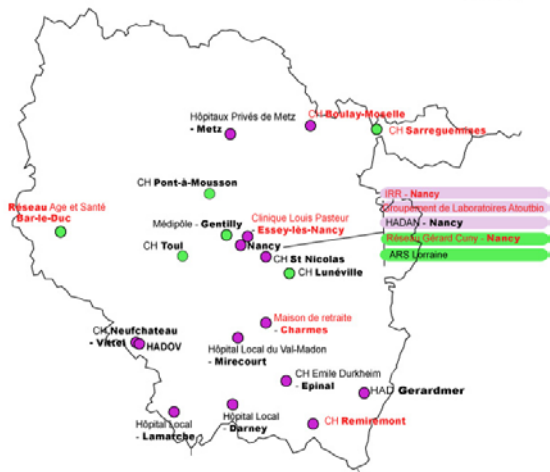 Hôpitaux Privés de Metz
- Metz
CH Boulay-Moselle
CH Sarreguemines
CH Pont-à-Mousson
Réseau Age et Santé
Bar-le-Duc
Médipôle - Gentilly
Clinique Louis Pasteur
- Essey-lès-Nancy
Nancy
CH Toul
CH St Nicolas
CH Lunéville
IRR - Nancy
Groupement de Laboratoires Atoutbio
HADAN - Nancy
Réseau Gérard Cuny - Nancy
ARS Lorraine
Maison de retraite
- Charmes
CH Neufchateau
- Vittel
HADOV
Hôpital Local du Val-Madon
- Mirecourt
CH Emile Durkheim
- Epinal
HAD Gerardmer
Hôpital Local
- Lamarche
Hôpital Local
- Darney
CH Remiremont